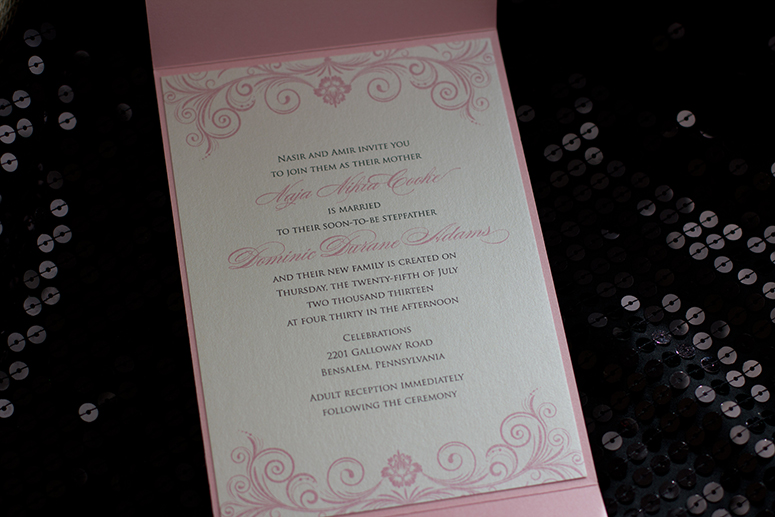 Nasir and Amir invite you
to join them as their mother
Naja Nikia Cooke
is married
to their soon-to-be stepfather
Dominic Durane Adams
and their new family is created on
Thursday, the twenty-fifth of July
two thousand thirteen
at four thirty in the afternoon
Celebrations
2201 Galloway Road
Bensalem, Pennsylvania
Adult reception immediately
following the ceremony